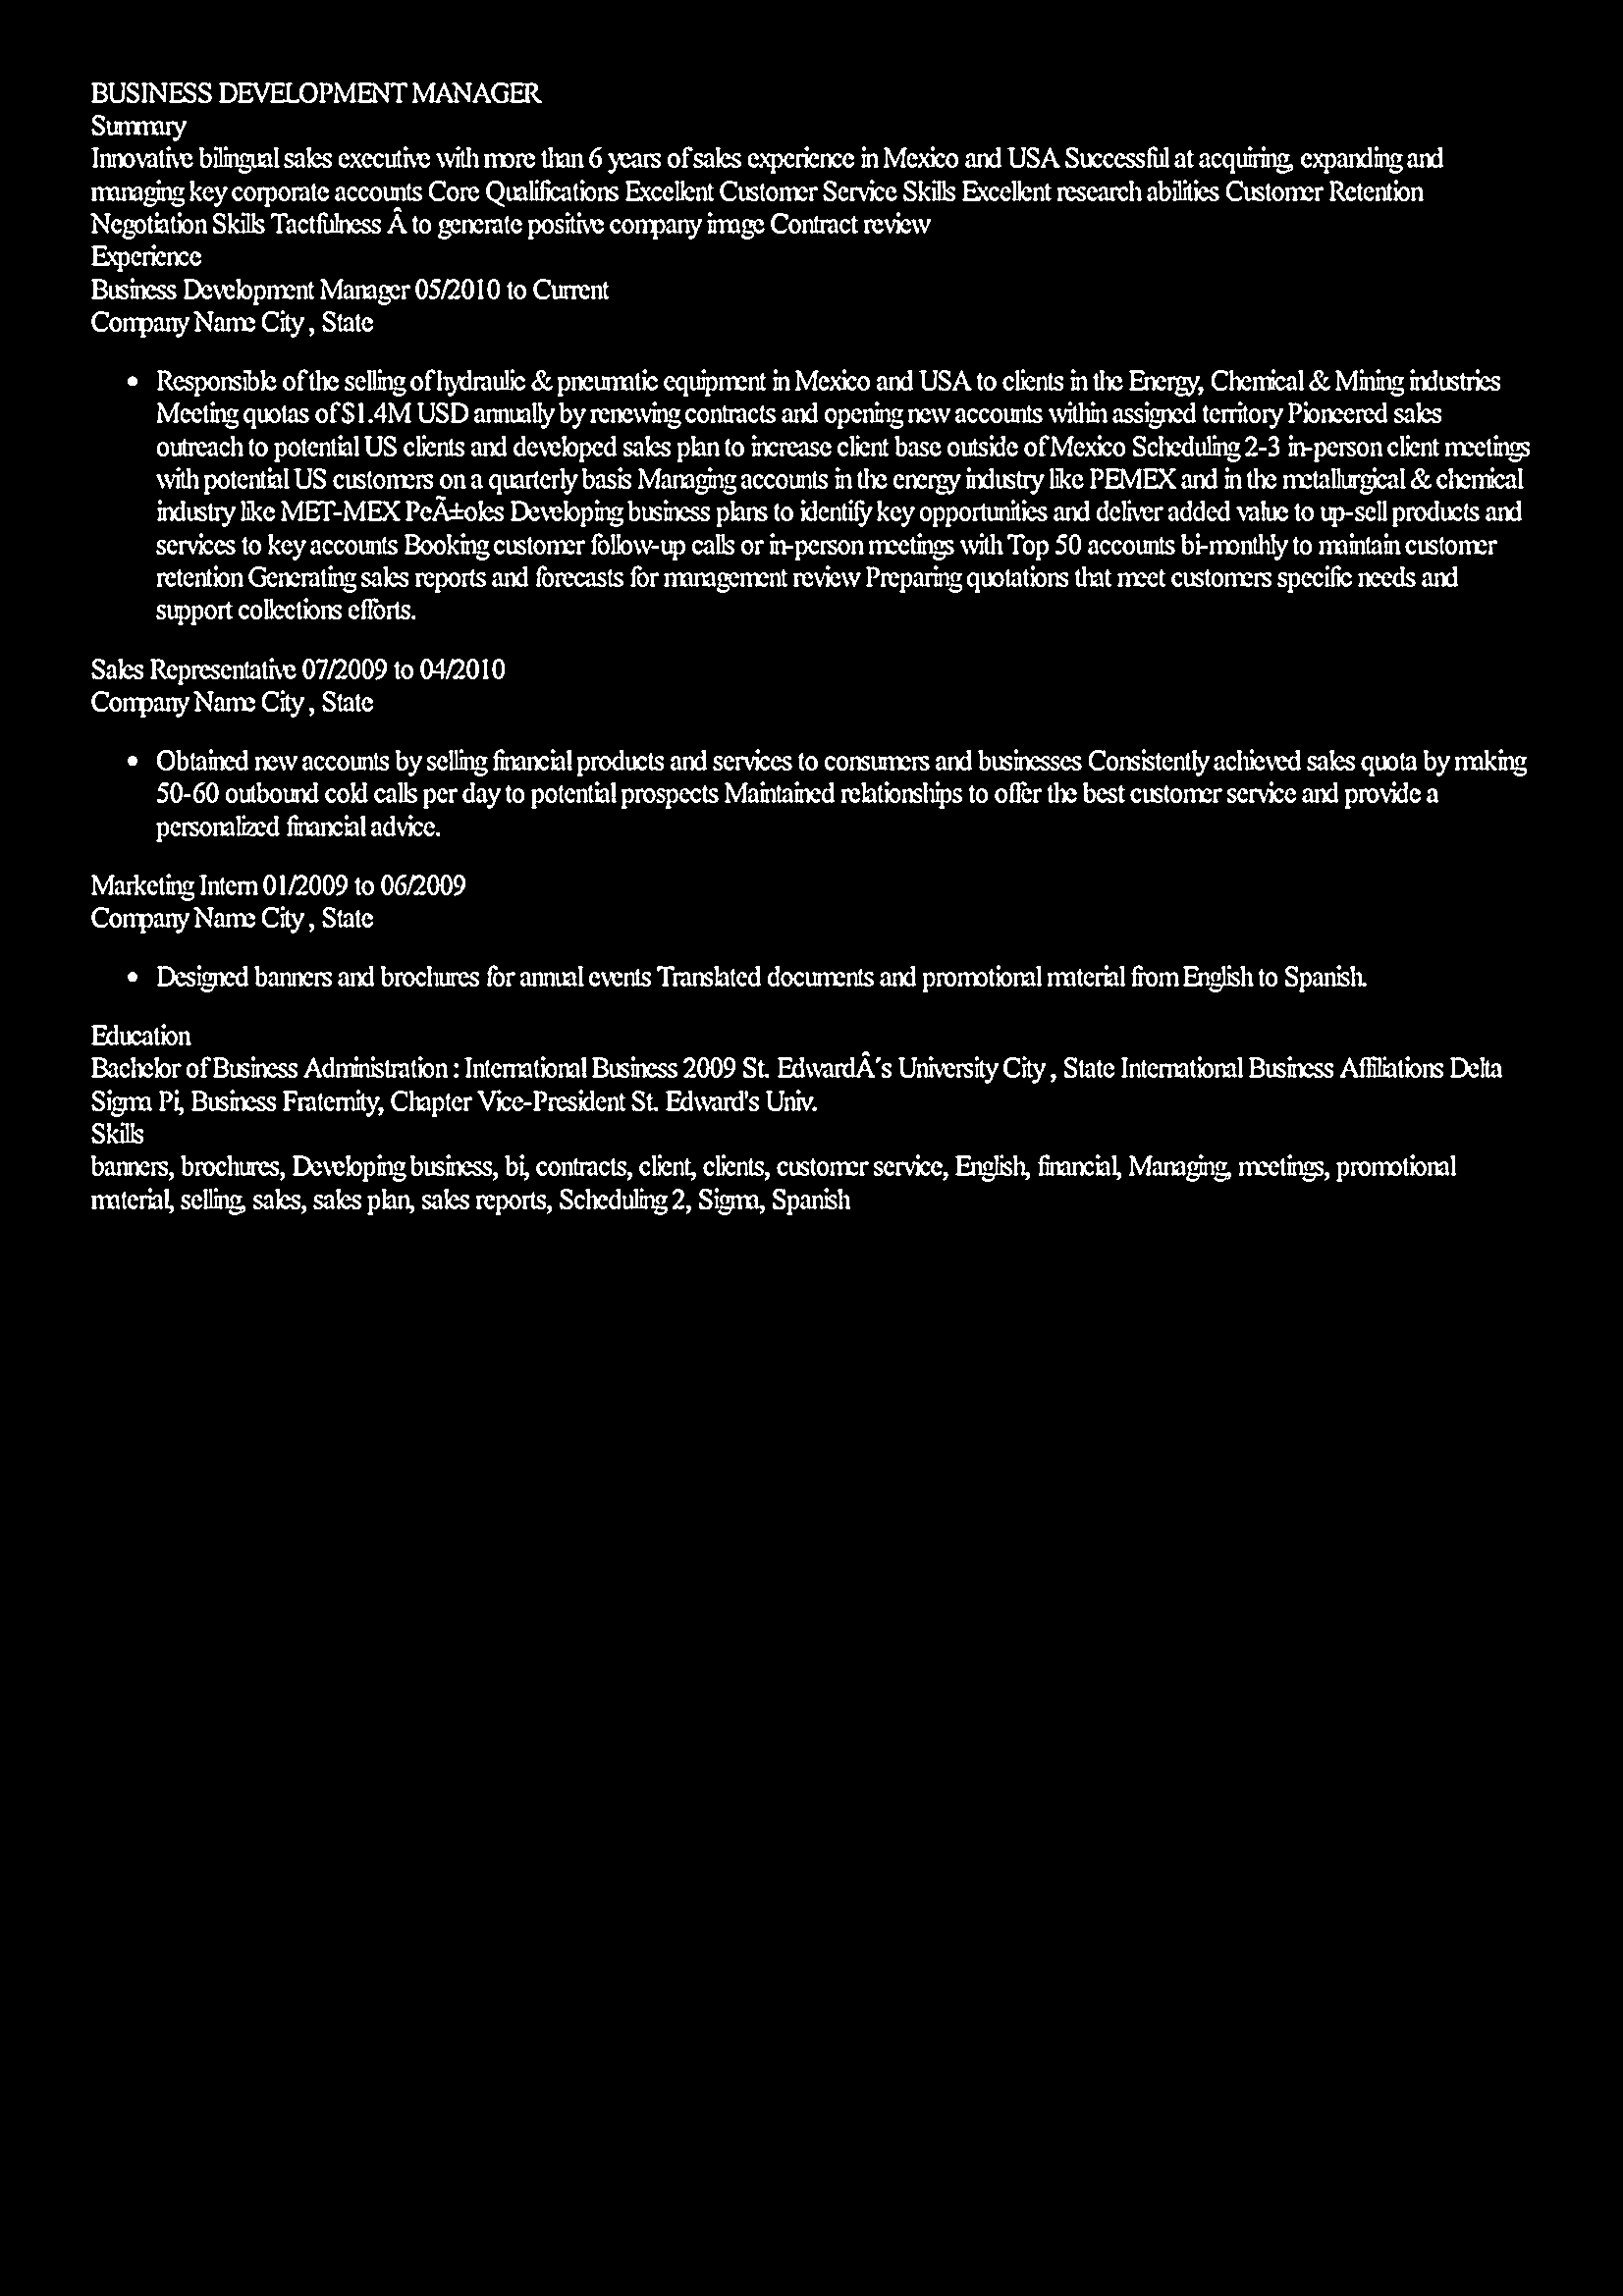 BUSINESS DEVELOPMENT MANAGER
Summary
Innovative bilingual sales executive with more than 6 years of sales experience in Mexico and USA Successful at acquiring, expanding and
managing key corporate accounts Core Qualifications Excellent Customer Service Skills Excellent research abilities Customer Retention
Negotiation Skills Tactfulness Â to generate positive company image Contract review
Experience
Business Development Manager 05/2010 to Current
Company Name City , State
• Responsible of the selling of hydraulic & pneumatic equipment in Mexico and USA to clients in the Energy, Chemical & Mining industries
Meeting quotas of $1.4M USD annually by renewing contracts and opening new accounts within assigned territory Pioneered sales
outreach to potential US clients and developed sales plan to increase client base outside of Mexico Scheduling 2-3 in-person client meetings
with potential US customers on a quarterly basis Managing accounts in the energy industry like PEMEX and in the metallurgical & chemical
industry like MET-MEX PeÃ±oles Developing business plans to identify key opportunities and deliver added value to up-sell products and
services to key accounts Booking customer follow-up calls or in-person meetings with Top 50 accounts bi-monthly to maintain customer
retention Generating sales reports and forecasts for management review Preparing quotations that meet customers specific needs and
support collections efforts.
Sales Representative 07/2009 to 04/2010
Company Name City , State
• Obtained new accounts by selling financial products and services to consumers and businesses Consistently achieved sales quota by making
50-60 outbound cold calls per day to potential prospects Maintained relationships to offer the best customer service and provide a
personalized financial advice.
Marketing Intern 01/2009 to 06/2009
Company Name City , State
• Designed banners and brochures for annual events Translated documents and promotional material from English to Spanish.
Education
Bachelor of Business Administration : International Business 2009 St. EdwardÂ´s University City , State International Business Affiliations Delta
Sigma Pi, Business Fraternity, Chapter Vice-President St. Edward's Univ.
Skills
banners, brochures, Developing business, bi, contracts, client, clients, customer service, English, financial, Managing, meetings, promotional
material, selling, sales, sales plan, sales reports, Scheduling 2, Sigma, Spanish